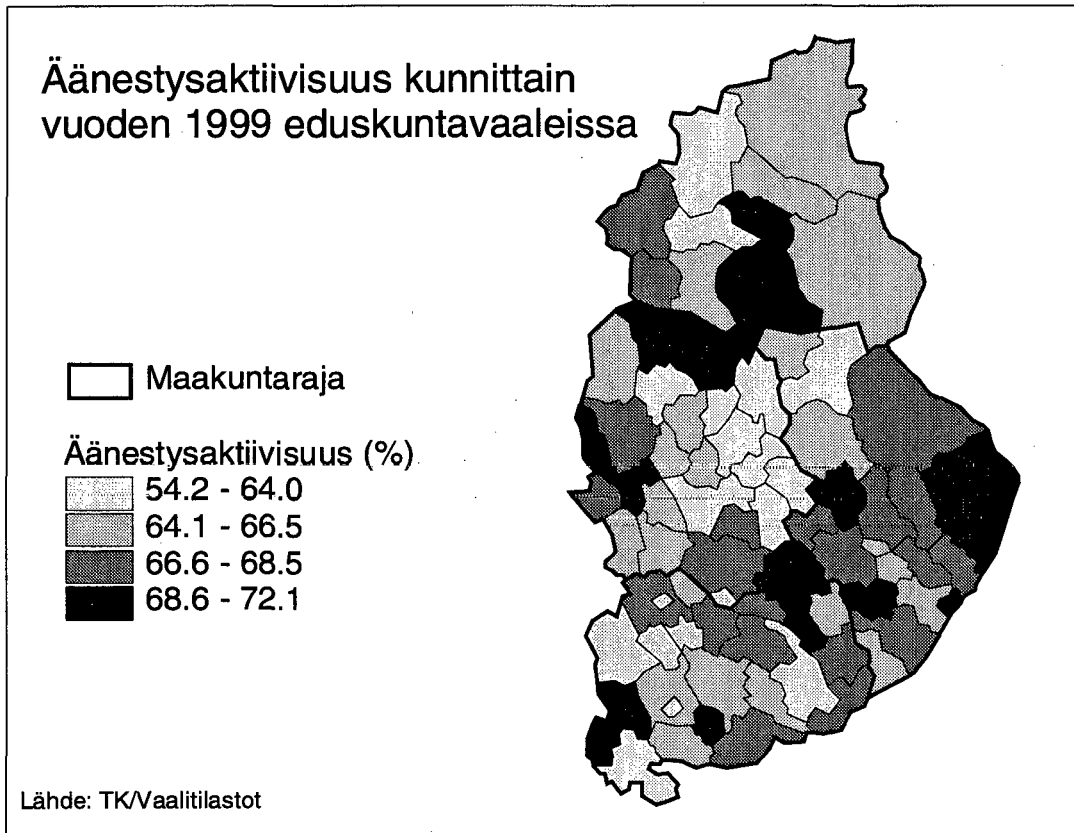 Äänestysaktiivisuus kunnittain
vuoden 1999 eduskuntavaaleissa
Maakuntaraja
Äänestysaktiivisuus (%)
54.2 - 64.0
64.1 - 66.5
66.6 - 68.5
68.6 - 72.1
Lähde: TK/Vaalitilastot